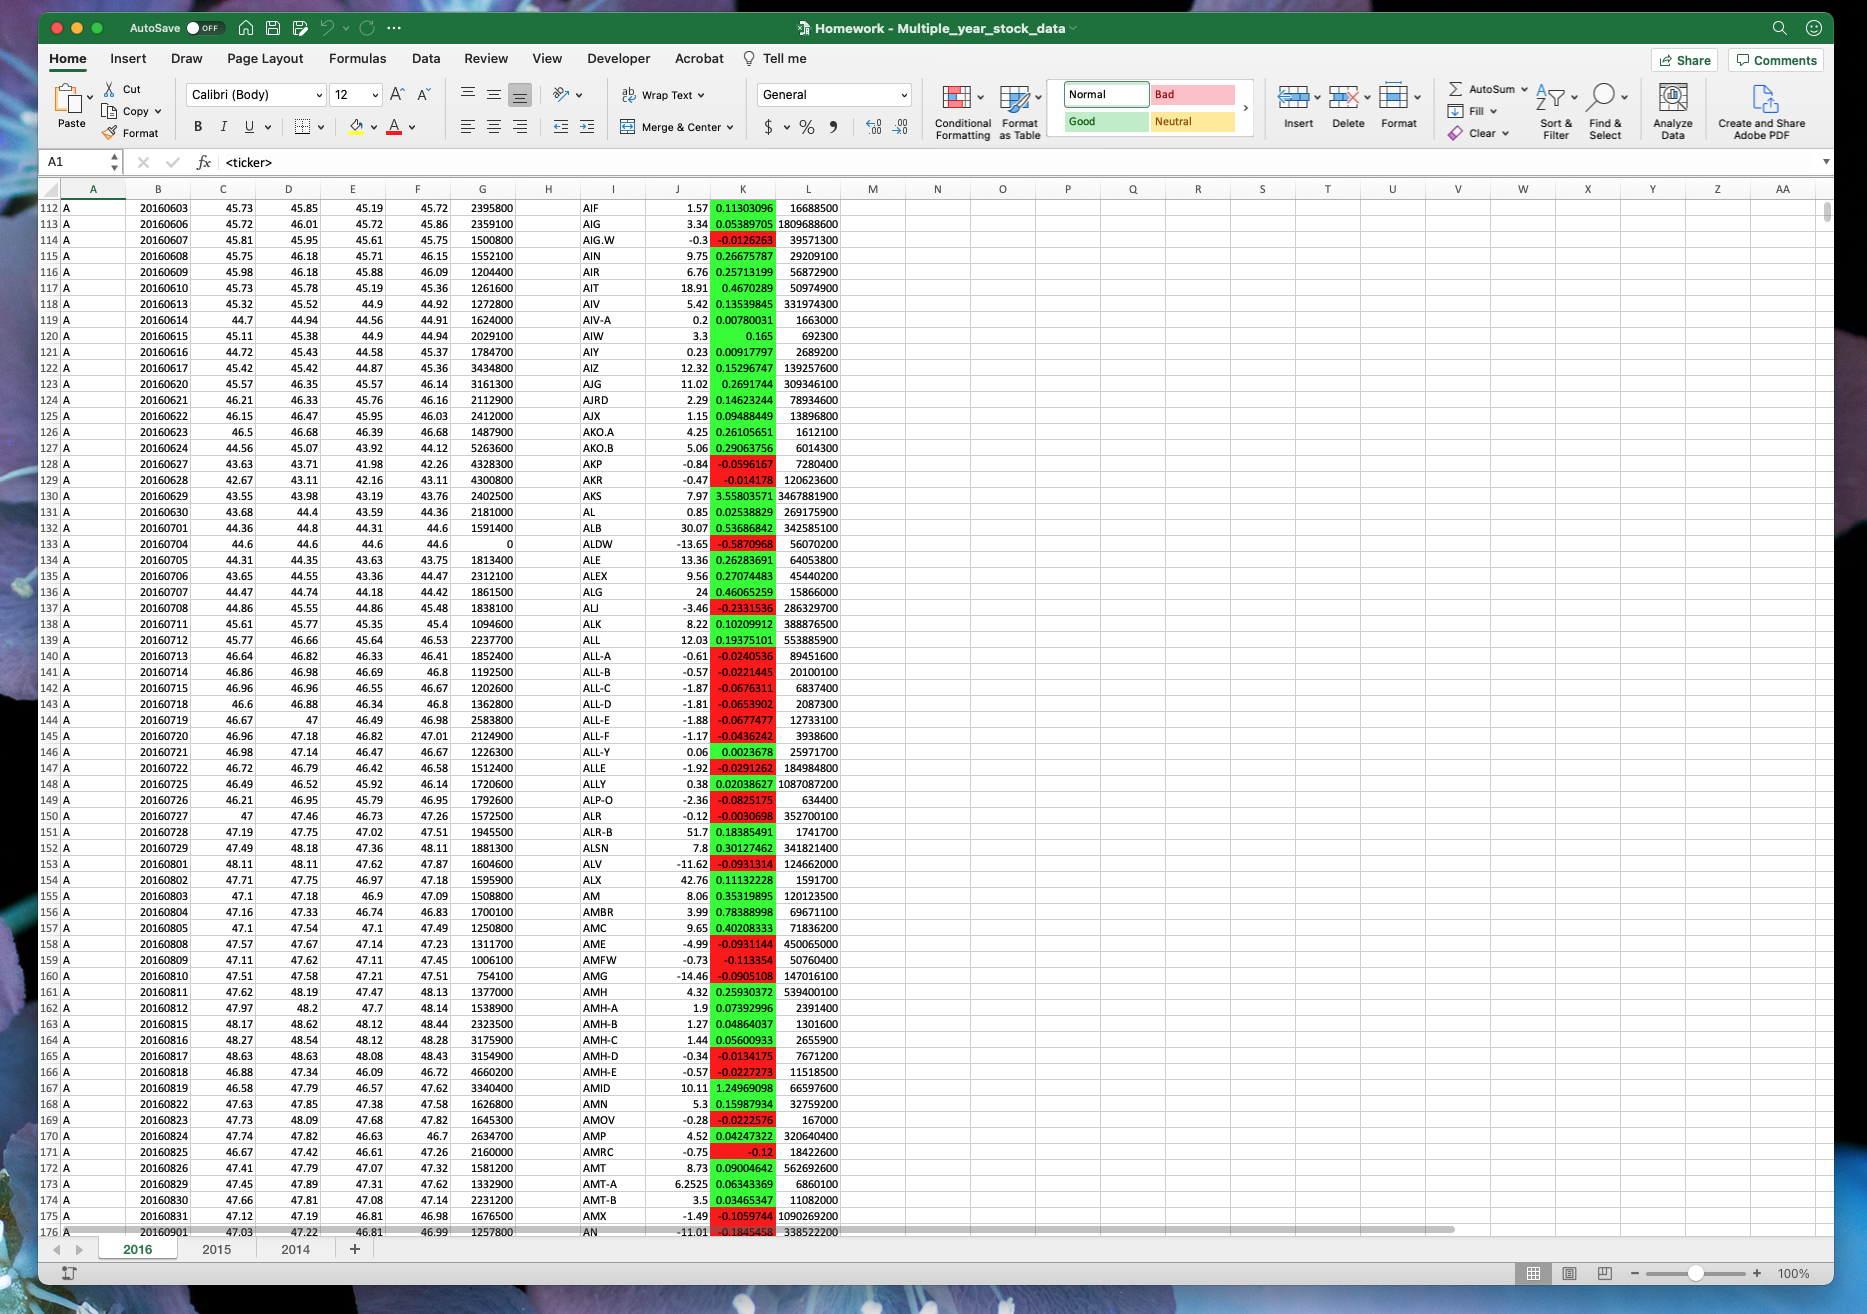 AutoSave OFF Homework - Multiple_year_stock_data
Home Insert Draw Page Layout Formulas Data Review View Developer Acrobat Tell me Share Comments
Paste Cut Copy Format
Calibri (Body) 12 A A
B I U A
Wrap Text
Merge & Center
General
$ % 
Conditional Formatting Format as Table
Normal Bad
Good Neutral
Insert Delete Format
AutoSum Fill Clear
Sort & Filter Find & Select Analyze Data Create and Share Adobe PDF
A1 fx <ticker>
A B C D E F G H I J K L M N O P Q R S T U V W X Y Z AA
112 A 20160603 45.73 45.85 45.19 45.72 2395800 AIF 1.57 0.11303096 16688500
113 A 20160606 45.72 46.01 45.72 45.86 2359100 AIG 3.34 0.05389705 1809688600
114 A 20160607 45.81 45.95 45.61 45.75 1500800 AIG.W -0.3 -0.0126263 39571300
115 A 20160608 45.75 46.18 45.71 46.15 1552100 AIN 9.75 0.26675787 29209100
116 A 20160609 45.98 46.18 45.88 46.09 1204400 AIR 6.76 0.25713199 56872900
117 A 20160610 45.73 45.78 45.19 45.36 1261600 AIT 18.91 0.4670289 50974900
118 A 20160613 45.32 45.52 44.9 44.92 1272800 AIV 5.42 0.13539845 331974300
119 A 20160614 44.7 44.94 44.56 44.91 1624000 AIV-A 0.2 0.00780031 1663000
120 A 20160615 45.11 45.38 44.9 44.94 2029100 AIW 3.3 0.165 692300
121 A 20160616 44.72 45.43 44.58 45.37 1784700 AIY 0.23 0.00917797 2689200
122 A 20160617 45.42 45.42 44.87 45.36 3434800 AIZ 12.32 0.15296747 139257600
123 A 20160620 45.57 46.35 45.57 46.14 3161300 AJG 11.02 0.2691744 309346100
124 A 20160621 46.21 46.33 45.76 46.16 2112900 AJRD 2.29 0.14623244 78934600
125 A 20160622 46.15 46.47 45.95 46.03 2412000 AJX 1.15 0.09488449 13896800
126 A 20160623 46.5 46.68 46.39 46.68 1487900 AKO.A 4.25 0.26105651 1612100
127 A 20160624 44.56 45.07 43.92 44.12 5263600 AKO.B 5.06 0.29063756 6014300
128 A 20160627 43.63 43.71 41.98 42.26 4328300 AKP -0.84 -0.0596167 7280400
129 A 20160628 42.67 43.11 42.16 43.11 4300800 AKR -0.47 -0.014178 120623600
130 A 20160629 43.55 43.98 43.19 43.76 2402500 AKS 7.97 3.55803571 3467881900
131 A 20160630 43.68 44.4 43.59 44.36 2181000 AL 0.85 0.02538829 269175900
132 A 20160701 44.36 44.8 44.31 44.6 1591400 ALB 30.07 0.53686842 342585100
133 A 20160704 44.6 44.6 44.6 44.6 0 ALDW -13.65 -0.5870968 56070200
134 A 20160705 44.31 44.35 43.63 43.75 1813400 ALE 13.36 0.26283691 64053800
135 A 20160706 43.65 44.55 43.36 44.47 2312100 ALEX 9.56 0.27074483 45440200
136 A 20160707 44.47 44.74 44.18 44.42 1861500 ALG 24 0.46065259 15866000
137 A 20160708 44.86 45.55 44.86 45.48 1838100 ALJ -3.46 -0.2331536 286329700
138 A 20160711 45.61 45.77 45.35 45.4 1094600 ALK 8.22 0.10209912 388876500
139 A 20160712 45.77 46.66 45.64 46.53 2237700 ALL 12.03 0.19375101 553885900
140 A 20160713 46.64 46.82 46.33 46.41 1852400 ALL-A -0.61 -0.0240536 89451600
141 A 20160714 46.86 46.98 46.69 46.8 1192500 ALL-B -0.57 -0.0221445 20100100
142 A 20160715 46.96 46.96 46.55 46.67 1202600 ALL-C -1.87 -0.0676311 6837400
143 A 20160718 46.6 46.88 46.34 46.8 1362800 ALL-D -1.81 -0.0653902 2087300
144 A 20160719 46.67 47 46.49 46.98 2583800 ALL-E -1.88 -0.0677477 12733100
145 A 20160720 46.96 47.18 46.82 47.01 2124900 ALL-F -1.17 -0.0436242 3938600
146 A 20160721 46.98 47.14 46.47 46.67 1226300 ALL-Y 0.06 0.0023678 25971700
147 A 20160722 46.72 46.79 46.42 46.58 1512400 ALLE -1.92 -0.0291262 184984800
148 A 20160725 46.49 46.52 45.92 46.14 1720600 ALLY 0.38 0.02038627 1087087200
149 A 20160726 46.21 46.95 45.79 46.95 1792600 ALP-O -2.36 -0.0825175 634400
150 A 20160727 47 47.46 46.73 47.26 1572500 ALR -0.12 -0.0030698 352700100
151 A 20160728 47.19 47.75 47.02 47.51 1945500 ALR-B 51.7 0.18385491 1741700
152 A 20160729 47.49 48.18 47.36 48.11 1881300 ALSN 7.8 0.30127462 341821400
153 A 20160801 48.11 48.11 47.62 47.87 1604600 ALV -11.62 -0.0931314 124662000
154 A 20160802 47.71 47.75 46.97 47.18 1595900 ALX 42.76 0.11132228 1591700
155 A 20160803 47.1 47.18 46.9 47.09 1508800 AM 8.06 0.35319895 120123500
156 A 20160804 47.16 47.33 46.74 46.83 1700100 AMBR 3.99 0.78388998 69671100
157 A 20160805 47.1 47.54 47.1 47.49 1250800 AMC 9.65 0.40208333 71836200
158 A 20160808 47.57 47.67 47.14 47.23 1311700 AME -4.99 -0.0931144 450065000
159 A 20160809 47.11 47.62 47.11 47.45 1006100 AMFW -0.73 -0.113354 50760400
160 A 20160810 47.51 47.58 47.21 47.51 754100 AMG -14.46 -0.0905108 147016100
161 A 20160811 47.62 48.19 47.47 48.13 1377000 AMH 4.32 0.25930372 539400100
162 A 20160812 47.97 48.2 47.7 48.14 1538900 AMH-A 1.9 0.07392996 2391400
163 A 20160815 48.17 48.62 48.12 48.44 2323500 AMH-B 1.27 0.04864037 1301600
164 A 20160816 48.27 48.54 48.12 48.28 3175900 AMH-C 1.44 0.05600933 2655900
165 A 20160817 48.63 48.63 48.08 48.43 3154900 AMH-D -0.34 -0.0134175 7671200
166 A 20160818 46.88 47.34 46.09 46.72 4660200 AMH-E -0.57 -0.0227273 11518500
167 A 20160819 46.58 47.79 46.57 47.62 3340400 AMID 10.11 1.24969098 66597600
168 A 20160822 47.63 47.85 47.38 47.58 1626800 AMN 5.3 0.15987934 32759200
169 A 20160823 47.73 48.09 47.68 47.82 1645300 AMOV -0.28 -0.0222576 167000
170 A 20160824 47.74 47.82 46.63 46.7 2634700 AMP 4.52 0.04247322 320640400
171 A 20160825 46.67 47.42 46.61 47.26 2160000 AMRC -0.75 -0.12 18422600
172 A 20160826 47.41 47.79 47.07 47.32 1581200 AMT 8.73 0.09004642 562692600
173 A 20160829 47.45 47.89 47.31 47.62 1332900 AMT-A 6.2525 0.06343369 6860100
174 A 20160830 47.66 47.81 47.08 47.14 2231200 AMT-B 3.5 0.03465347 11082000
175 A 20160831 47.12 47.19 46.81 46.98 1676500 AMX -1.49 -0.1059744 1090269200
176 A 20160901 47.03 47.22 46.81 46.99 1257800 AN -11.01 -0.1845458 338522200
2016 2015 2014 +
100%